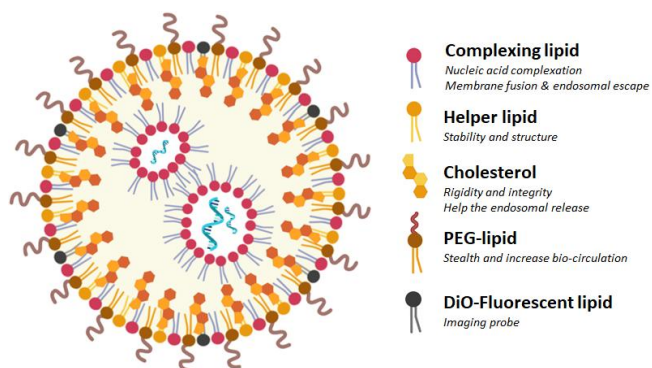 Complexing lipid
Nucleic acid complexation
Membrane fusion & endosomal escape
Helper lipid
Stability and structure
Cholesterol
Rigidity and integrity
Help the endosomal release
PEG-lipid
Stealth and increase bio-circulation
DiO-Fluorescent lipid
Imaging probe